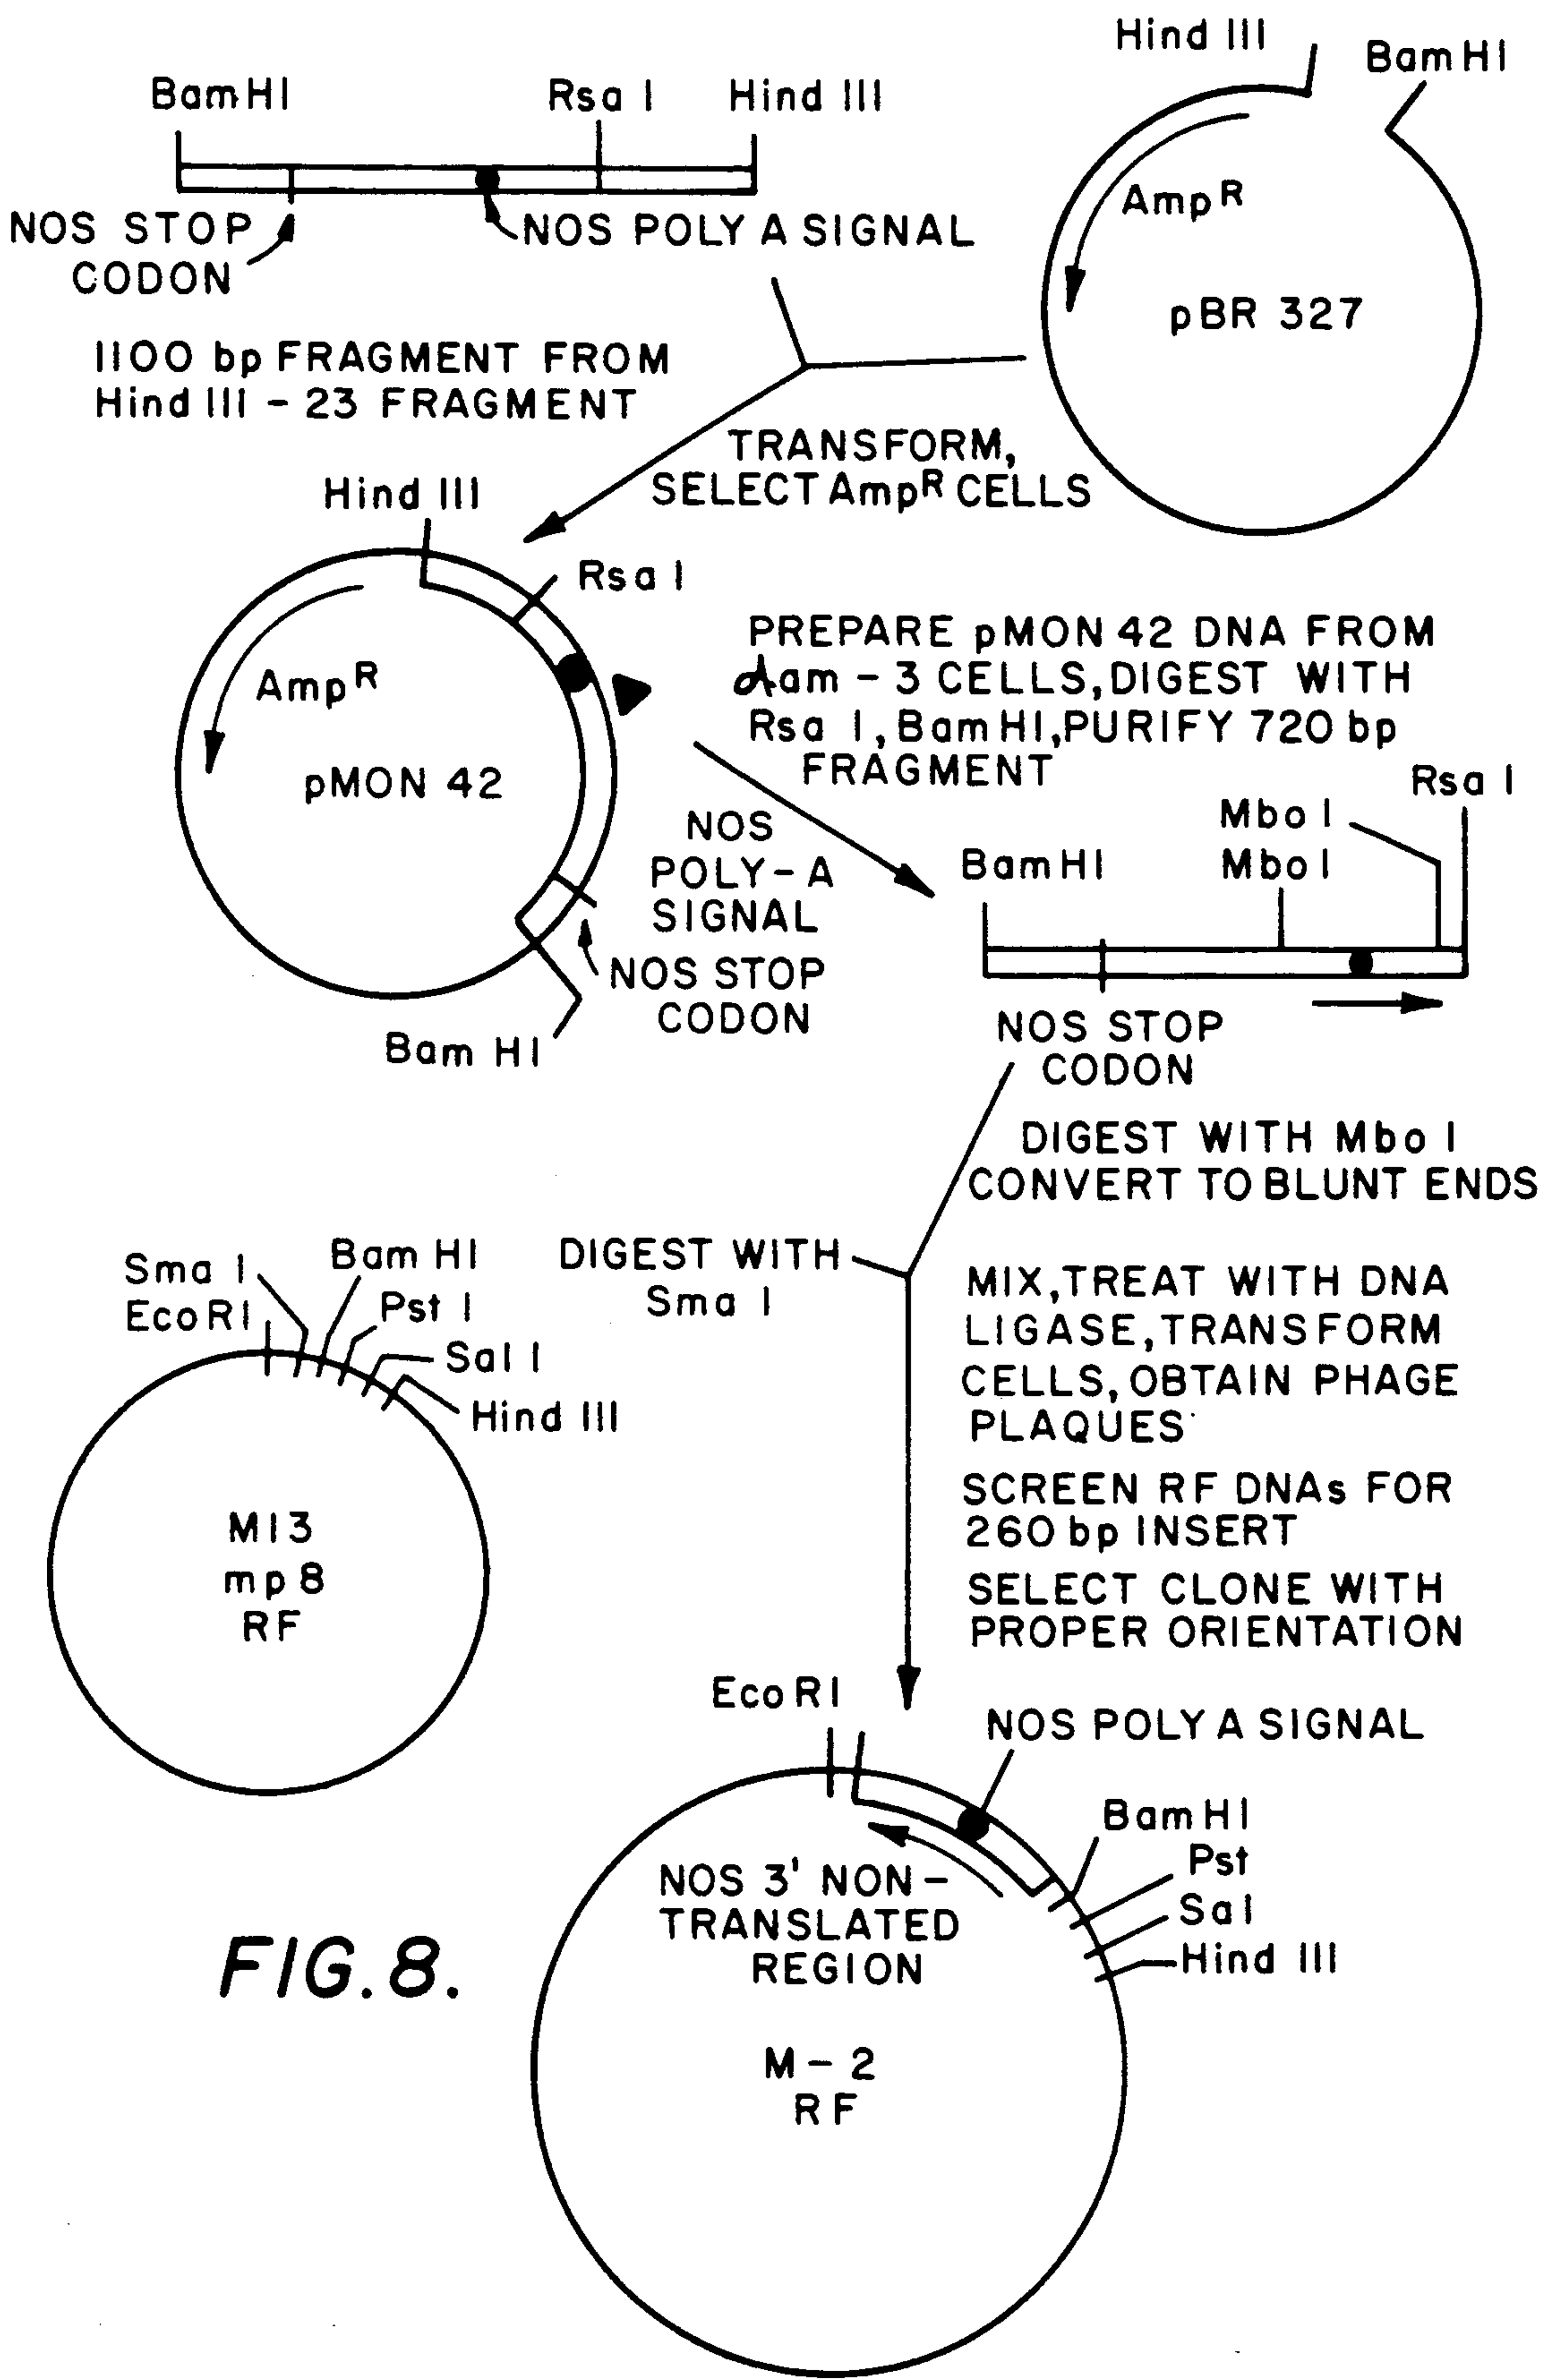 Hind III
BamHI
BamHI
Rsa I
Hind III
AmpR
NOS STOP
CODON
NOS POLY A SIGNAL
pBR 327
1100 bp FRAGMENT FROM
Hind III - 23 FRAGMENT
TRANSFORM,
SELECT AmpR CELLS
Hind III
Rsa I
PREPARE pMON 42 DNA FROM
dam - 3 CELLS, DIGEST WITH
Rsa I, BamHI, PURIFY 720 bp
FRAGMENT
AmpR
pMON 42
NOS
POLY-A
SIGNAL
NOS STOP
CODON
Bam HI
Rsa I
Mbo I
BamHI
Mbo I
NOS STOP
CODON
DIGEST WITH Mbo I
CONVERT TO BLUNT ENDS
DIGEST WITH
Sma I
Sma I
Bam HI
EcoRI
Pst I
Sal I
Hind III
M13
mp8
RF
MIX, TREAT WITH DNA
LIGASE, TRANSFORM
CELLS, OBTAIN PHAGE
PLAQUES
SCREEN RF DNAs FOR
260 bp INSERT
SELECT CLONE WITH
PROPER ORIENTATION
EcoRI
NOS POLY A SIGNAL
BamHI
Pst
Sal
Hind III
NOS 3' NON-
TRANSLATED
REGION
M-2
RF
FIG. 8.